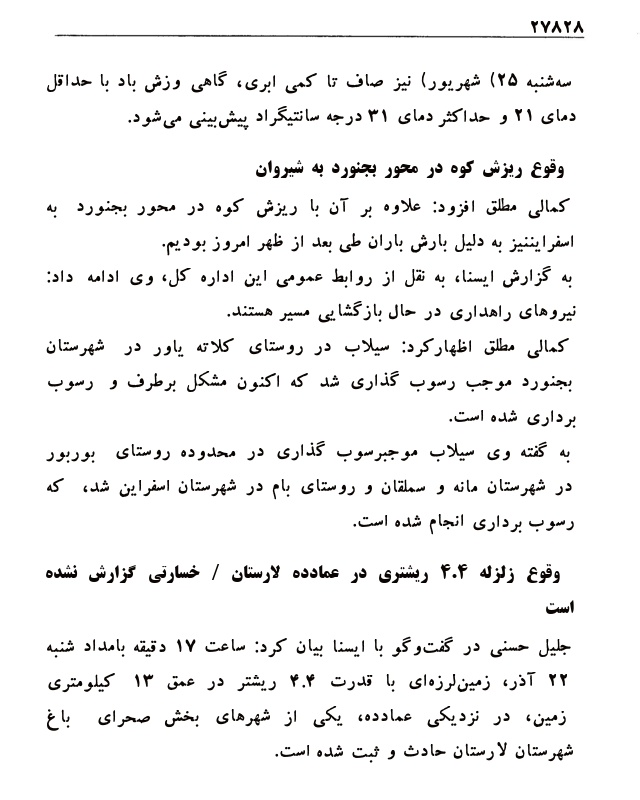 ۲۷۸۲۸
سه‌شنبه ۲۵) شهریور) نیز صاف تا کمی ابری، گاهی وزش باد با حداقل
دمای ۲۱ و حداکثر دمای ۳۱ درجه سانتیگراد پیش‌بینی می‌شود.
وقوع ریزش کوه در محور بجنورد به شیروان
کمالی مطلق افزود: علاوه بر آن با ریزش کوه در محور بجنورد به
اسفراینبنیز به دلیل بارش باران طی بعد از ظهر امروز بودیم.
به گزارش ایسنا، به نقل از روابط عمومی این اداره کل، وی ادامه داد:
نیروهای راهداری در حال بازگشایی مسیر هستند.
کمالی مطلق اظهارکرد: سیلاب در روستای کلاته یاور در شهرستان
بجنورد موجب رسوب گذاری شد که اکنون مشکل برطرف و رسوب
برداری شده است.
به گفته وی سیلاب موجبرسوب گذاری در محدوده روستای بوربور
در شهرستان مانه و سملقان و روستای بام در شهرستان اسفراین شد، که
رسوب برداری انجام شده است.
وقوع زلزله ۴.۴ ریشتری در عمادده لارستان / خسارتی گزارش نشده
است
جلیل حسنی در گفت‌وگو با ایسنا بیان کرد: ساعت ۱۷ دقیقه بامداد شنبه
۲۲ آذر، زمین‌لرزه‌ای با قدرت ۴.۴ ریشتر در عمق ۱۳ کیلومتری
زمین، در نزدیکی عمادده، یکی از شهرهای بخش صحرای باغ
شهرستان لارستان حادث و ثبت شده است.